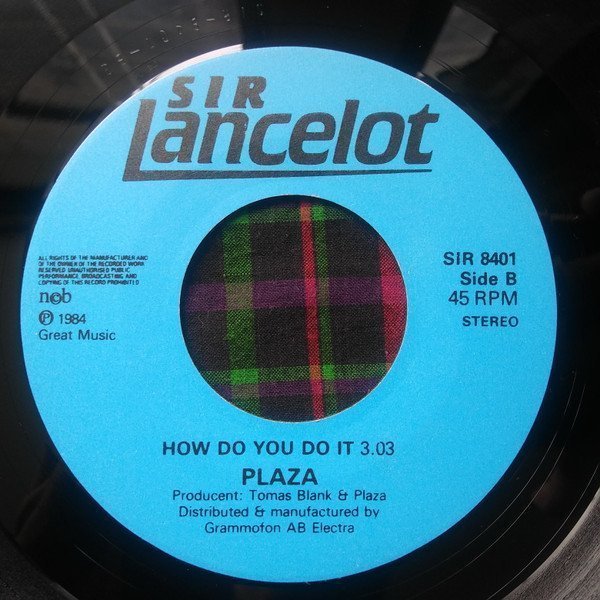 SIR
Lancelot
ALL RIGHTS OF THE MANUFACTURER AND
OF THE OWNER OF THE RECORDED WORK
RESERVED UNAUTHORISED PUBLIC
PERFORMANCE BROADCASTING AND
COPYING OF THIS RECORD PROHIBITED
ncb
Ⓟ 1984
Great Music
SIR 8401
Side B
45 RPM
STEREO
HOW DO YOU DO IT 3.03
PLAZA
Producent: Tomas Blank & Plaza
Distributed & manufactured by
Grammofon AB Electra